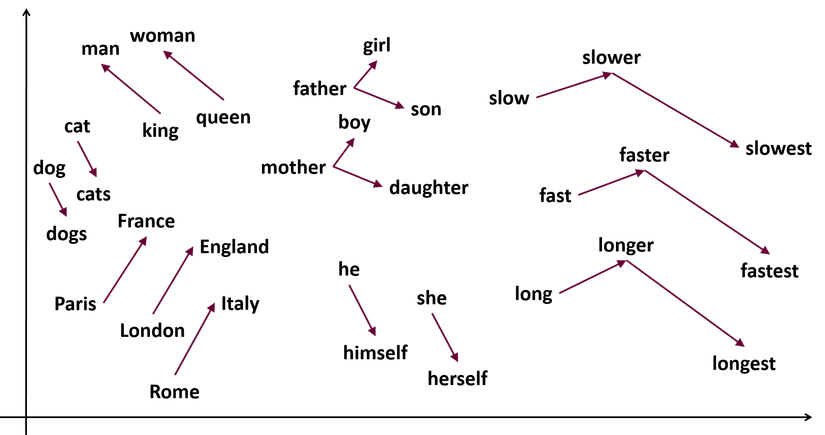 man
woman
king
queen
cat
dog
cats
dogs
France
England
Paris
London
Italy
Rome
girl
father
son
boy
mother
daughter
he
himself
she
herself
slower
slow
slowest
faster
fast
fastest
longer
long
longest